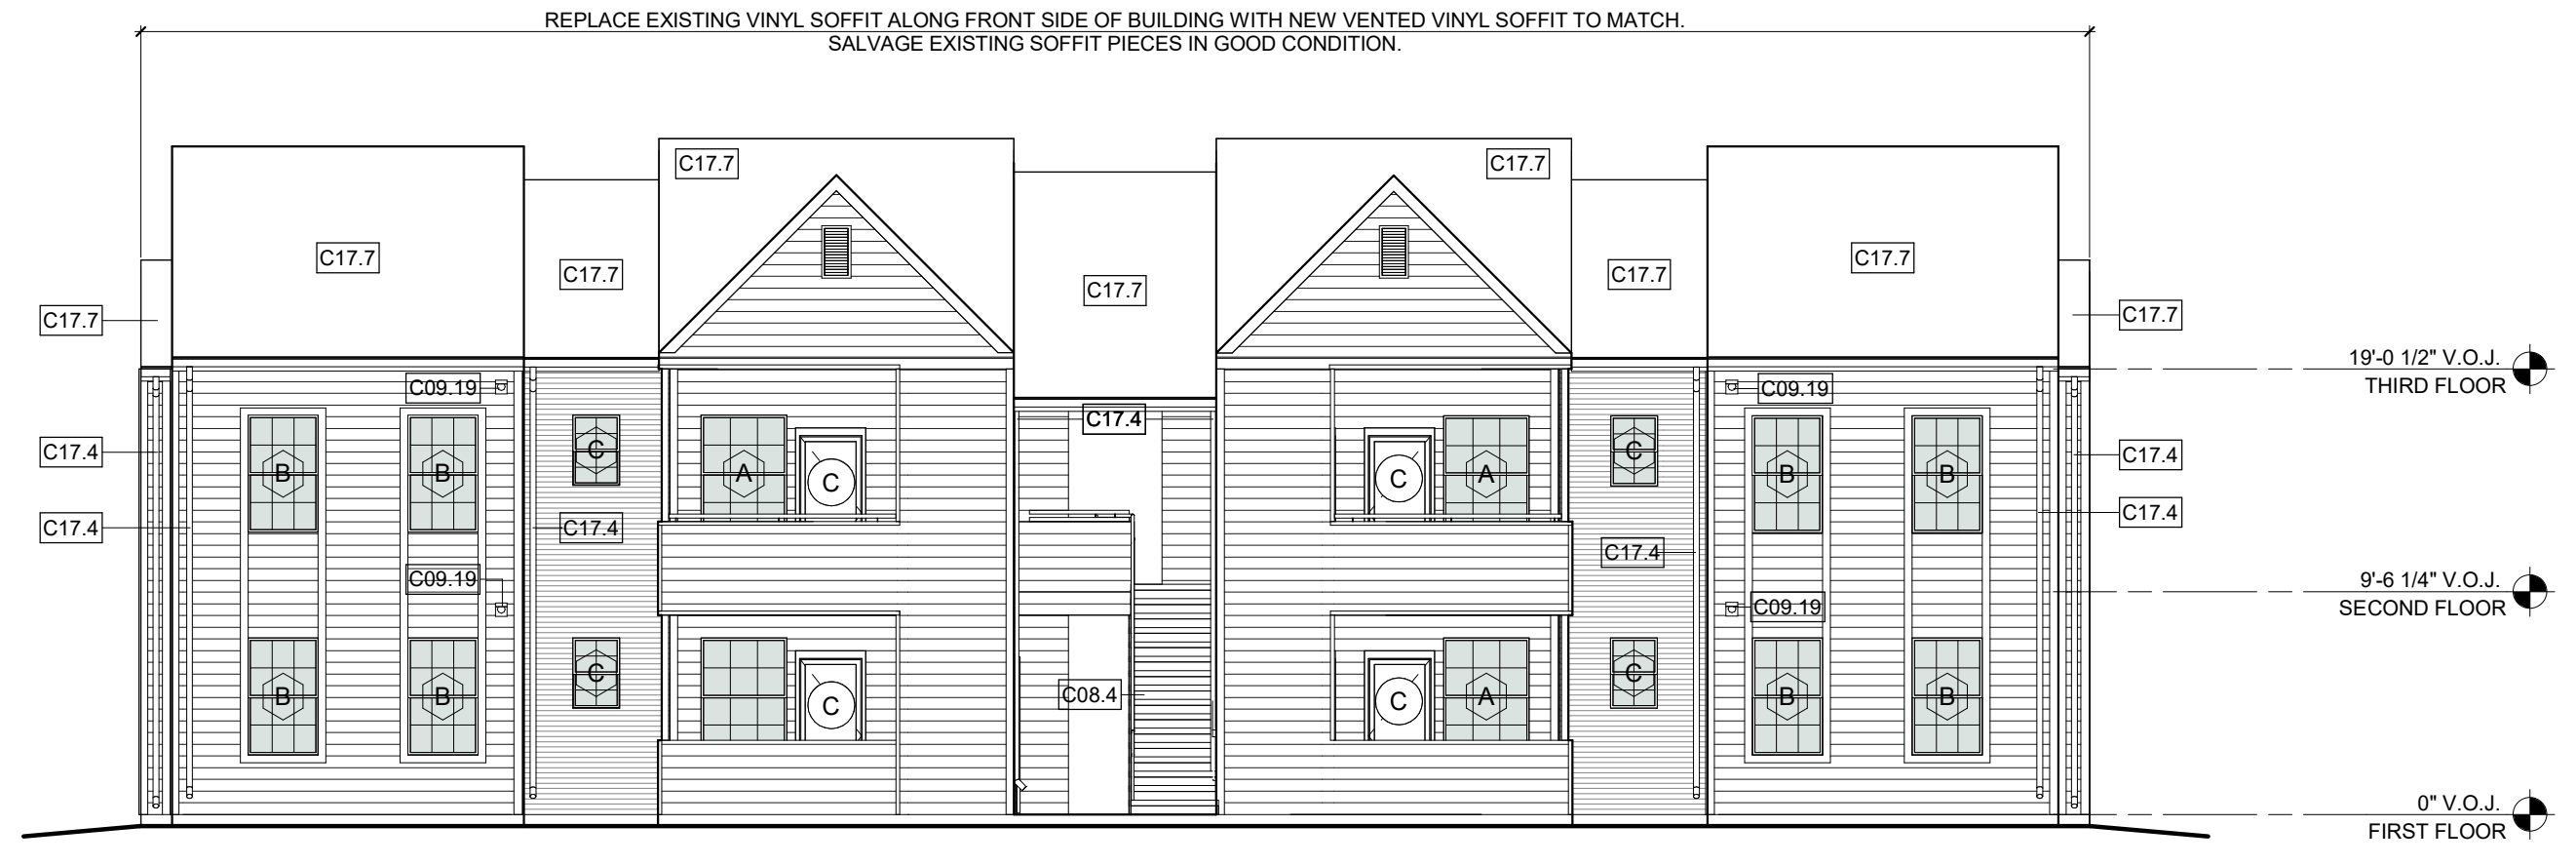 REPLACE EXISTING VINYL SOFFIT ALONG FRONT SIDE OF BUILDING WITH NEW VENTED VINYL SOFFIT TO MATCH.
SALVAGE EXISTING SOFFIT PIECES IN GOOD CONDITION.
C17.7
C17.7
C17.7
C17.7
C17.7
C17.7
C17.7
C17.7
C17.7
19'-0 1/2" V.O.J.
THIRD FLOOR
C09.19
C09.19
C17.4
C17.4
C17.4
C
C
B
B
A
C
C
A
B
B
C17.4
C17.4
C17.4
C17.4
C09.19
9'-6 1/4" V.O.J.
SECOND FLOOR
C09.19
C
C
B
B
C
C08.4
C
A
B
B
0" V.O.J.
FIRST FLOOR